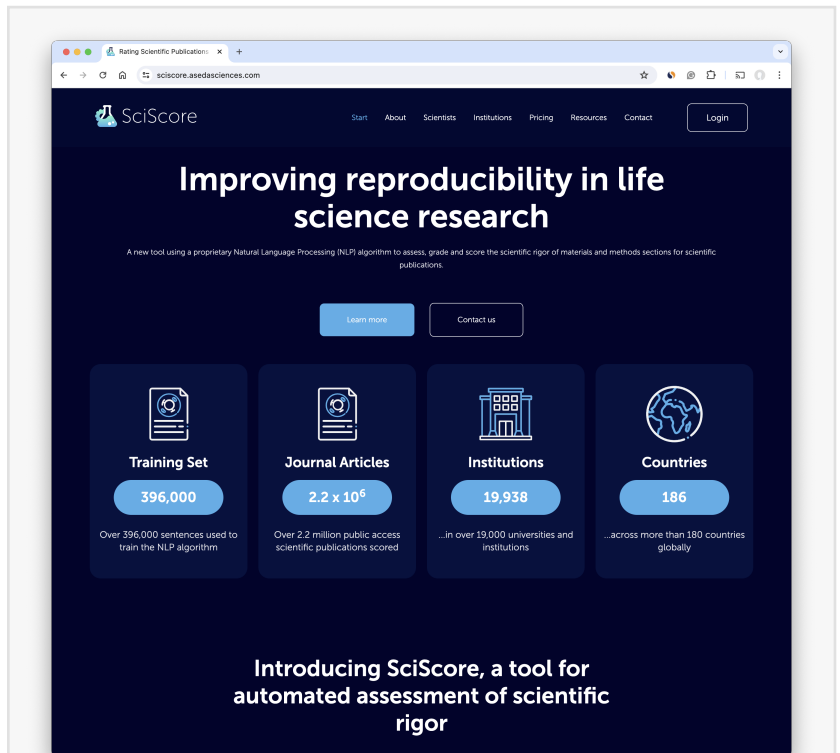 Rating Scientific Publications
sciscore.asedasciences.com
SciScore
Start About Scientists Institutions Pricing Resources Contact Login
Improving reproducibility in life
science research
A new tool using a proprietary Natural Language Processing (NLP) algorithm to assess, grade and score the scientific rigor of materials and methods sections for scientific
publications.
Learn more Contact us
Training Set
396,000
Over 396,000 sentences used to
train the NLP algorithm
Journal Articles
2.2 x 10⁶
Over 2.2 million public access
scientific publications scored
Institutions
19,938
...in over 19,000 universities and
institutions
Countries
186
...across more than 180 countries
globally
Introducing SciScore, a tool for
automated assessment of scientific
rigor